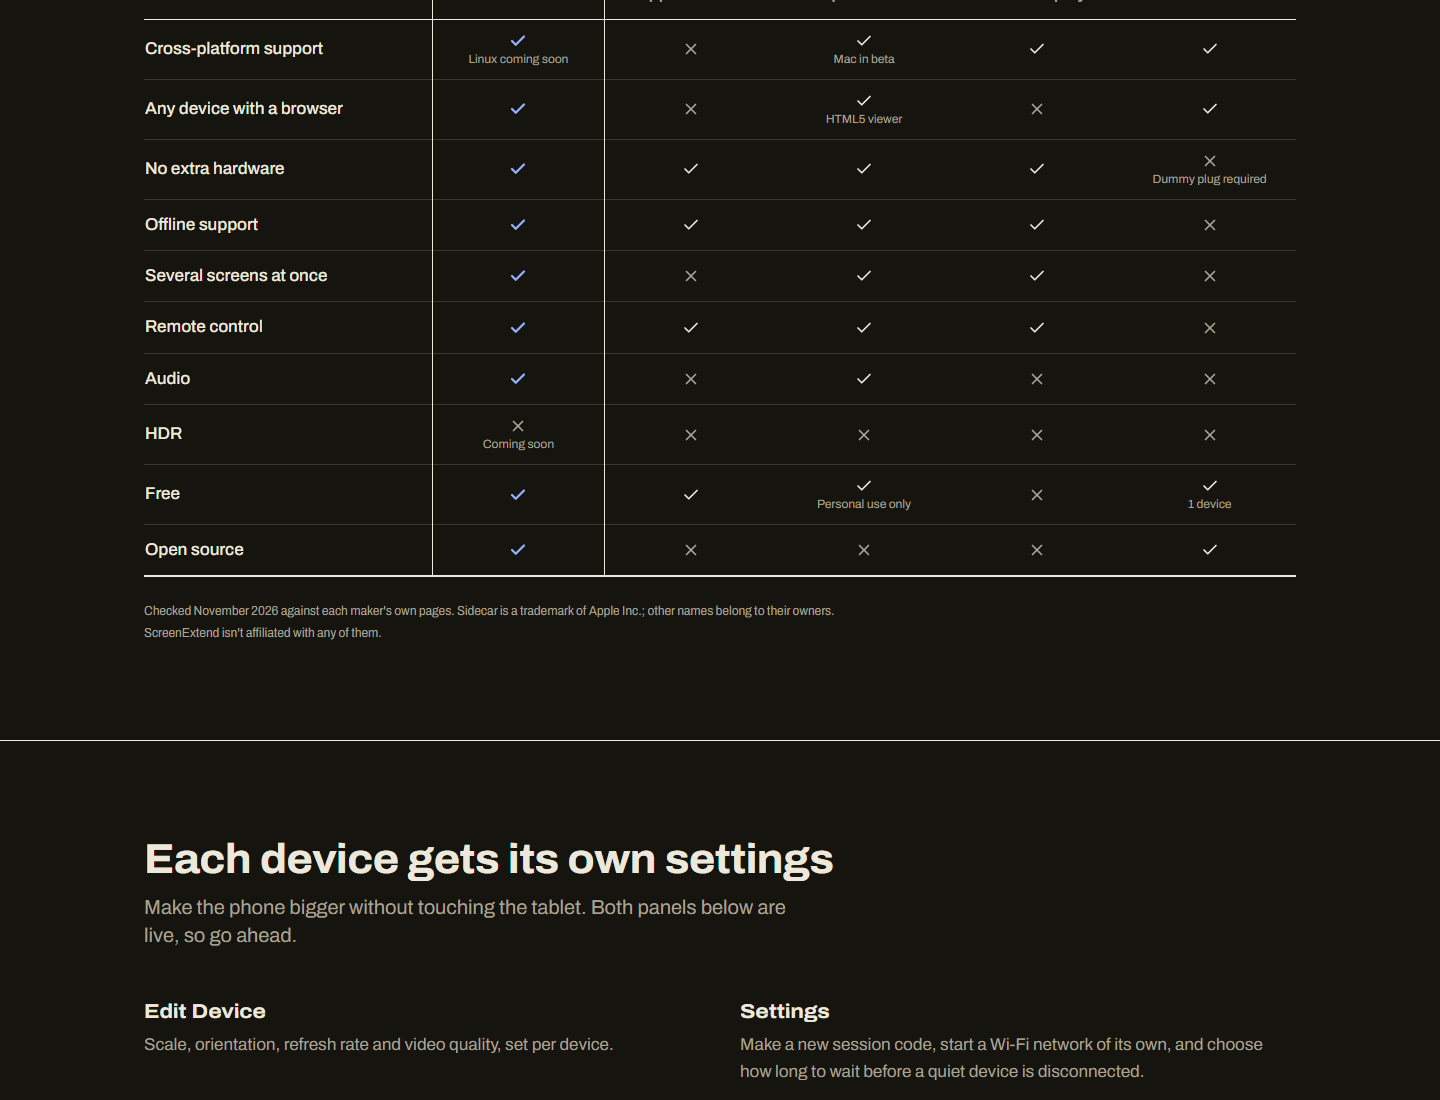 Cross-platform support
Linux coming soon
Mac in beta
Any device with a browser
HTML5 viewer
No extra hardware
Dummy plug required
Offline support
Several screens at once
Remote control
Audio
HDR
Coming soon
Free
Personal use only
1 device
Open source
Checked November 2026 against each maker's own pages. Sidecar is a trademark of Apple Inc.; other names belong to their owners.
ScreenExtend isn't affiliated with any of them.
Each device gets its own settings
Make the phone bigger without touching the tablet. Both panels below are
live, so go ahead.
Edit Device
Scale, orientation, refresh rate and video quality, set per device.
Settings
Make a new session code, start a Wi-Fi network of its own, and choose
how long to wait before a quiet device is disconnected.